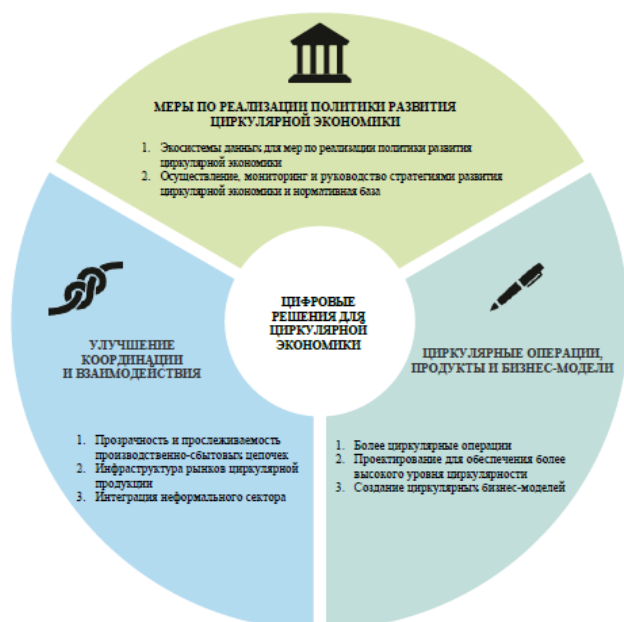 МЕРЫ ПО РЕАЛИЗАЦИИ ПОЛИТИКИ РАЗВИТИЯ
ЦИРКУЛЯРНОЙ ЭКОНОМИКИ
1. Экосистемы данных для мер по реализации политики развития
циркулярной экономики
2. Осуществление, мониторинг и руководство стратегиями развития
циркулярной экономики и нормативная база
ЦИФРОВЫЕ
РЕШЕНИЯ ДЛЯ
ЦИРКУЛЯРНОЙ
ЭКОНОМИКИ
УЛУЧШЕНИЕ
КООРДИНАЦИИ
И ВЗАИМОДЕЙСТВИЯ
1. Прозрачность и прослеживаемость
производственно-сбытовых цепочек
2. Инфраструктура рынков циркулярной
продукции
3. Интеграция неформального сектора
ЦИРКУЛЯРНЫЕ ОПЕРАЦИИ,
ПРОДУКТЫ И БИЗНЕС-МОДЕЛИ
1. Более циркулярные операции
2. Проектирование для обеспечения более
высокого уровня циркулярности
3. Создание циркулярных бизнес-моделей